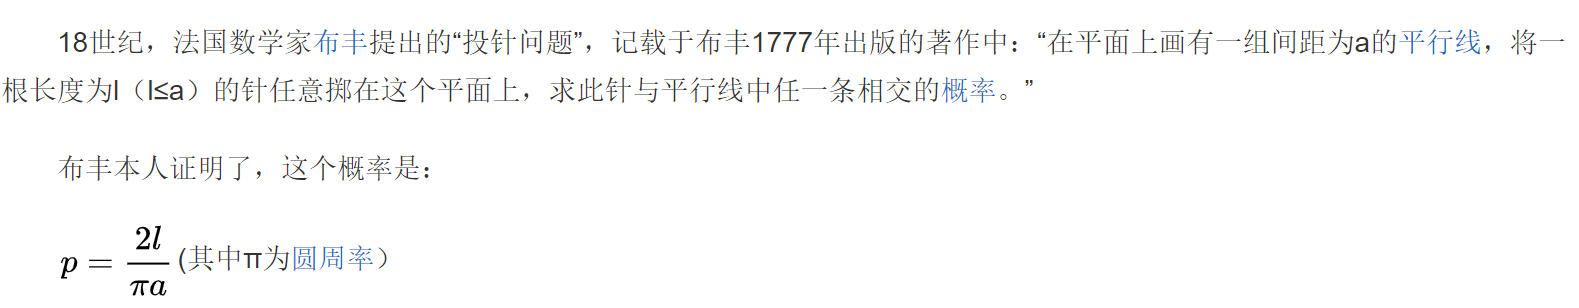 18世纪，法国数学家布丰提出的“投针问题”，记载于布丰1777年出版的著作中：“在平面上画有一组间距为a的平行线，将一
根长度为l（l≤a）的针任意掷在这个平面上，求此针与平行线中任一条相交的概率。”
布丰本人证明了，这个概率是：
p = 2l/πa (其中π为圆周率）